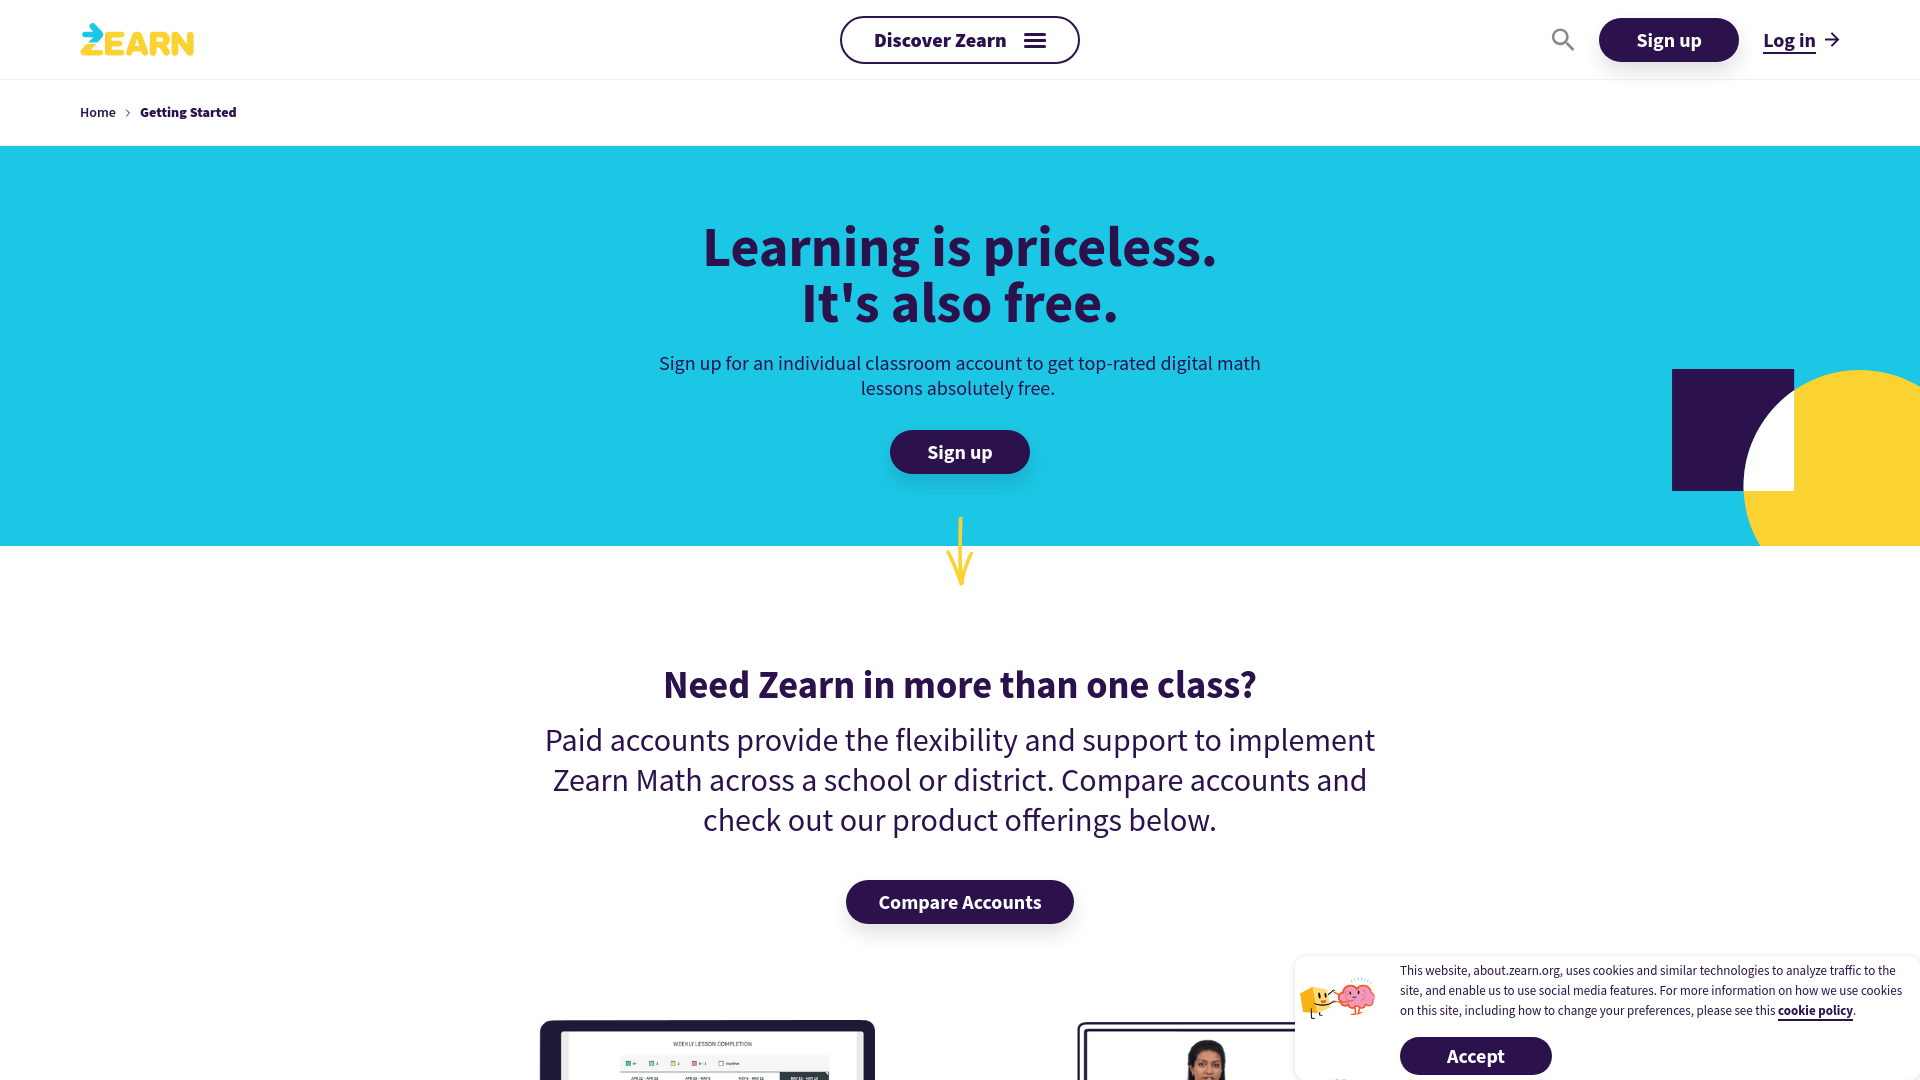 ZEARN
Discover Zearn
Sign up
Log in
Home
Getting Started
Learning is priceless.
It's also free.
Sign up for an individual classroom account to get top-rated digital math
lessons absolutely free.
Sign up
Need Zearn in more than one class?
Paid accounts provide the flexibility and support to implement
Zearn Math across a school or district. Compare accounts and
check out our product offerings below.
Compare Accounts
WEEKLY LESSON COMPLETION
This website, about.zearn.org, uses cookies and similar technologies to analyze traffic to the
site, and enable us to use social media features. For more information on how we use cookies
on this site, including how to change your preferences, please see this cookie policy.
Accept